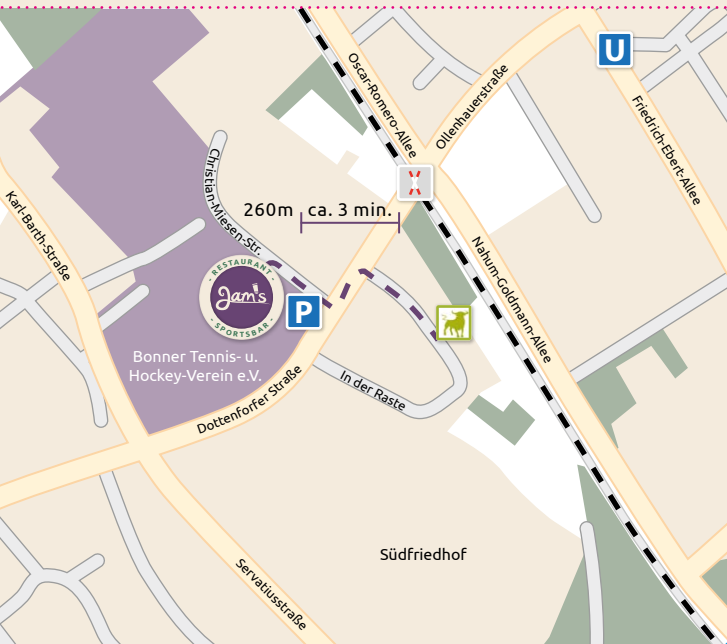 U
Oscar-Romero-Allee
Ollenhauerstraße
Friedrich-Ebert-Allee
Christian-Miesen-Str.
Karl-Barth-Straße
260m ca. 3 min.
Nahum-Goldmann-Allee
RESTAURANT
Jam's
SPORTSBAR
P
Bonner Tennis- u.
Hockey-Verein e.V.
In der Raste
Dottenforfer Straße
Südfriedhof
Servatiusstraße